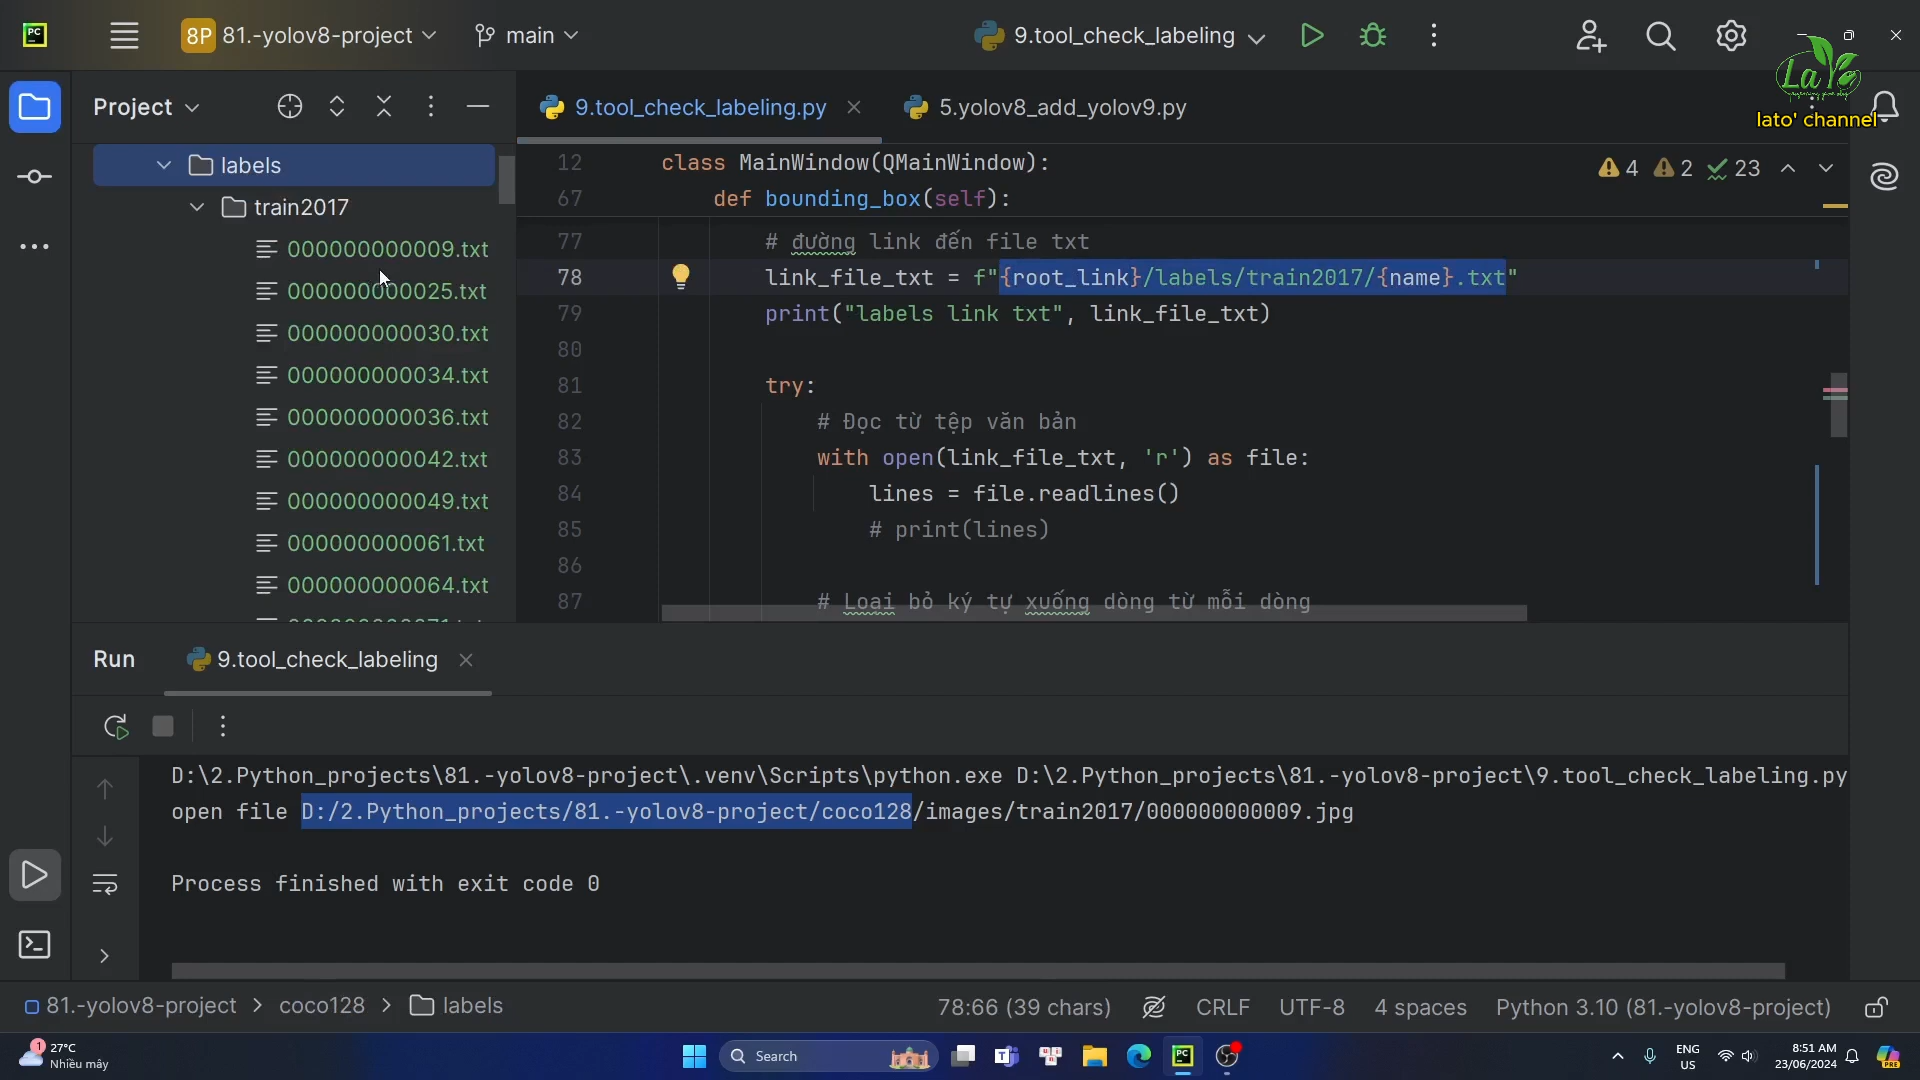 PC
8P 81.-yolov8-project
main
9.tool_check_labeling
LaTo
lato' channel
Project
9.tool_check_labeling.py
5.yolov8_add_yolov9.py
labels
train2017
000000000009.txt
000000000025.txt
000000000030.txt
000000000034.txt
000000000036.txt
000000000042.txt
000000000049.txt
000000000061.txt
000000000064.txt
12 class MainWindow(QMainWindow):
4 2 23
67 def bounding_box(self):
77 # đường link đến file txt
78 link_file_txt = f"{root_link}/labels/train2017/{name}.txt"
79 print("labels link txt", link_file_txt)
80
81 try:
82 # Đọc từ tệp văn bản
83 with open(link_file_txt, 'r') as file:
84 lines = file.readlines()
85 # print(lines)
86
87 # Loại bỏ ký tự xuống dòng từ mỗi dòng
Run
9.tool_check_labeling
D:\2.Python_projects\81.-yolov8-project\.venv\Scripts\python.exe D:\2.Python_projects\81.-yolov8-project\9.tool_check_labeling.py
open file D:/2.Python_projects/81.-yolov8-project/coco128/images/train2017/000000000009.jpg
Process finished with exit code 0
81.-yolov8-project > coco128 > labels
78:66 (39 chars)
CRLF
UTF-8
4 spaces
Python 3.10 (81.-yolov8-project)
1
27°C
Nhiều mây
Search
PC
ENG
US
8:51 AM
23/06/2024
PRE